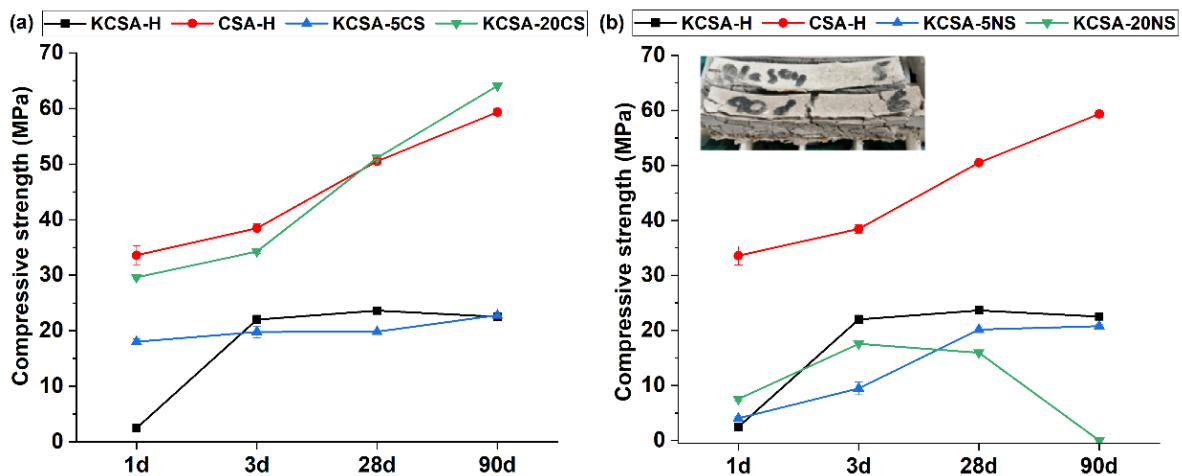 (a)
KCSA-H CSA-H KCSA-5CS KCSA-20CS
Compressive strength (MPa)
70
60
50
40
30
20
10
0
1d 3d 28d 90d
(b)
KCSA-H CSA-H KCSA-5NS KCSA-20NS
Compressive strength (MPa)
70
60
50
40
30
20
10
0
1d 3d 28d 90d